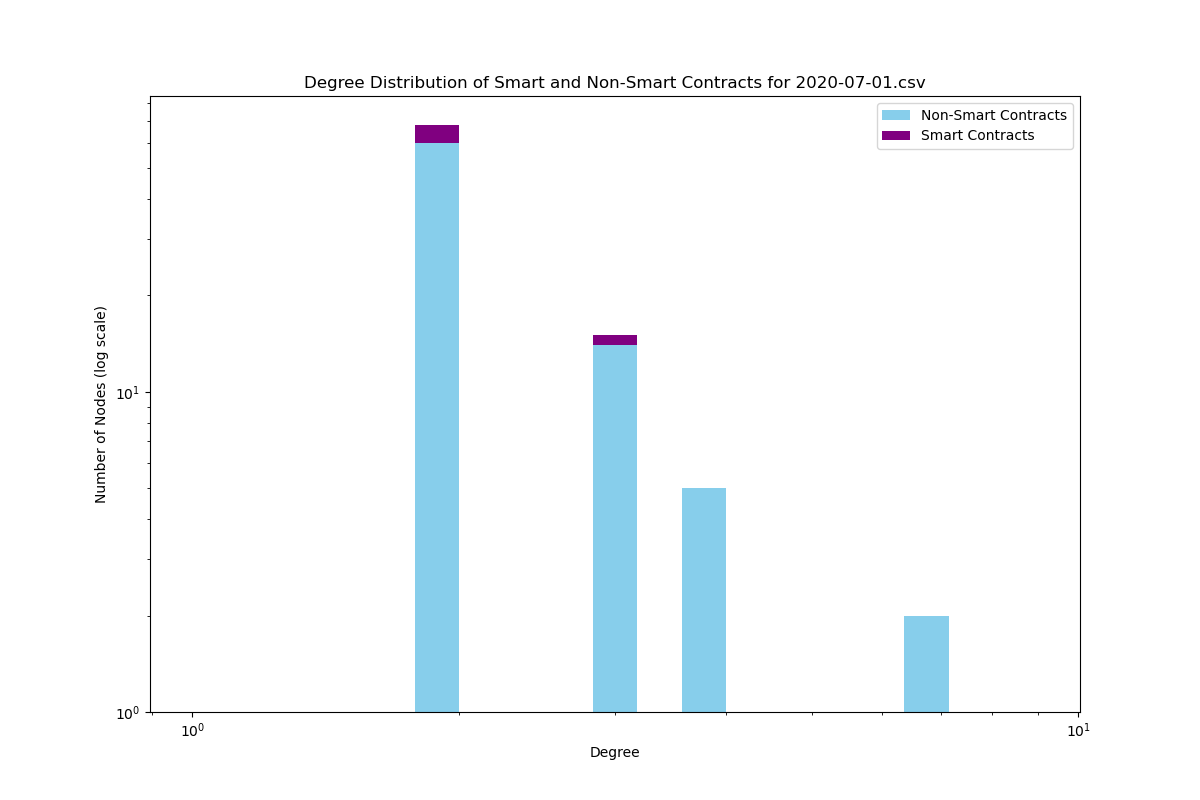 Degree Distribution of Smart and Non-Smart Contracts for 2020-07-01.csv
Non-Smart Contracts
Smart Contracts
Number of Nodes (log scale)
10¹
10⁰
10⁰
10¹
Degree